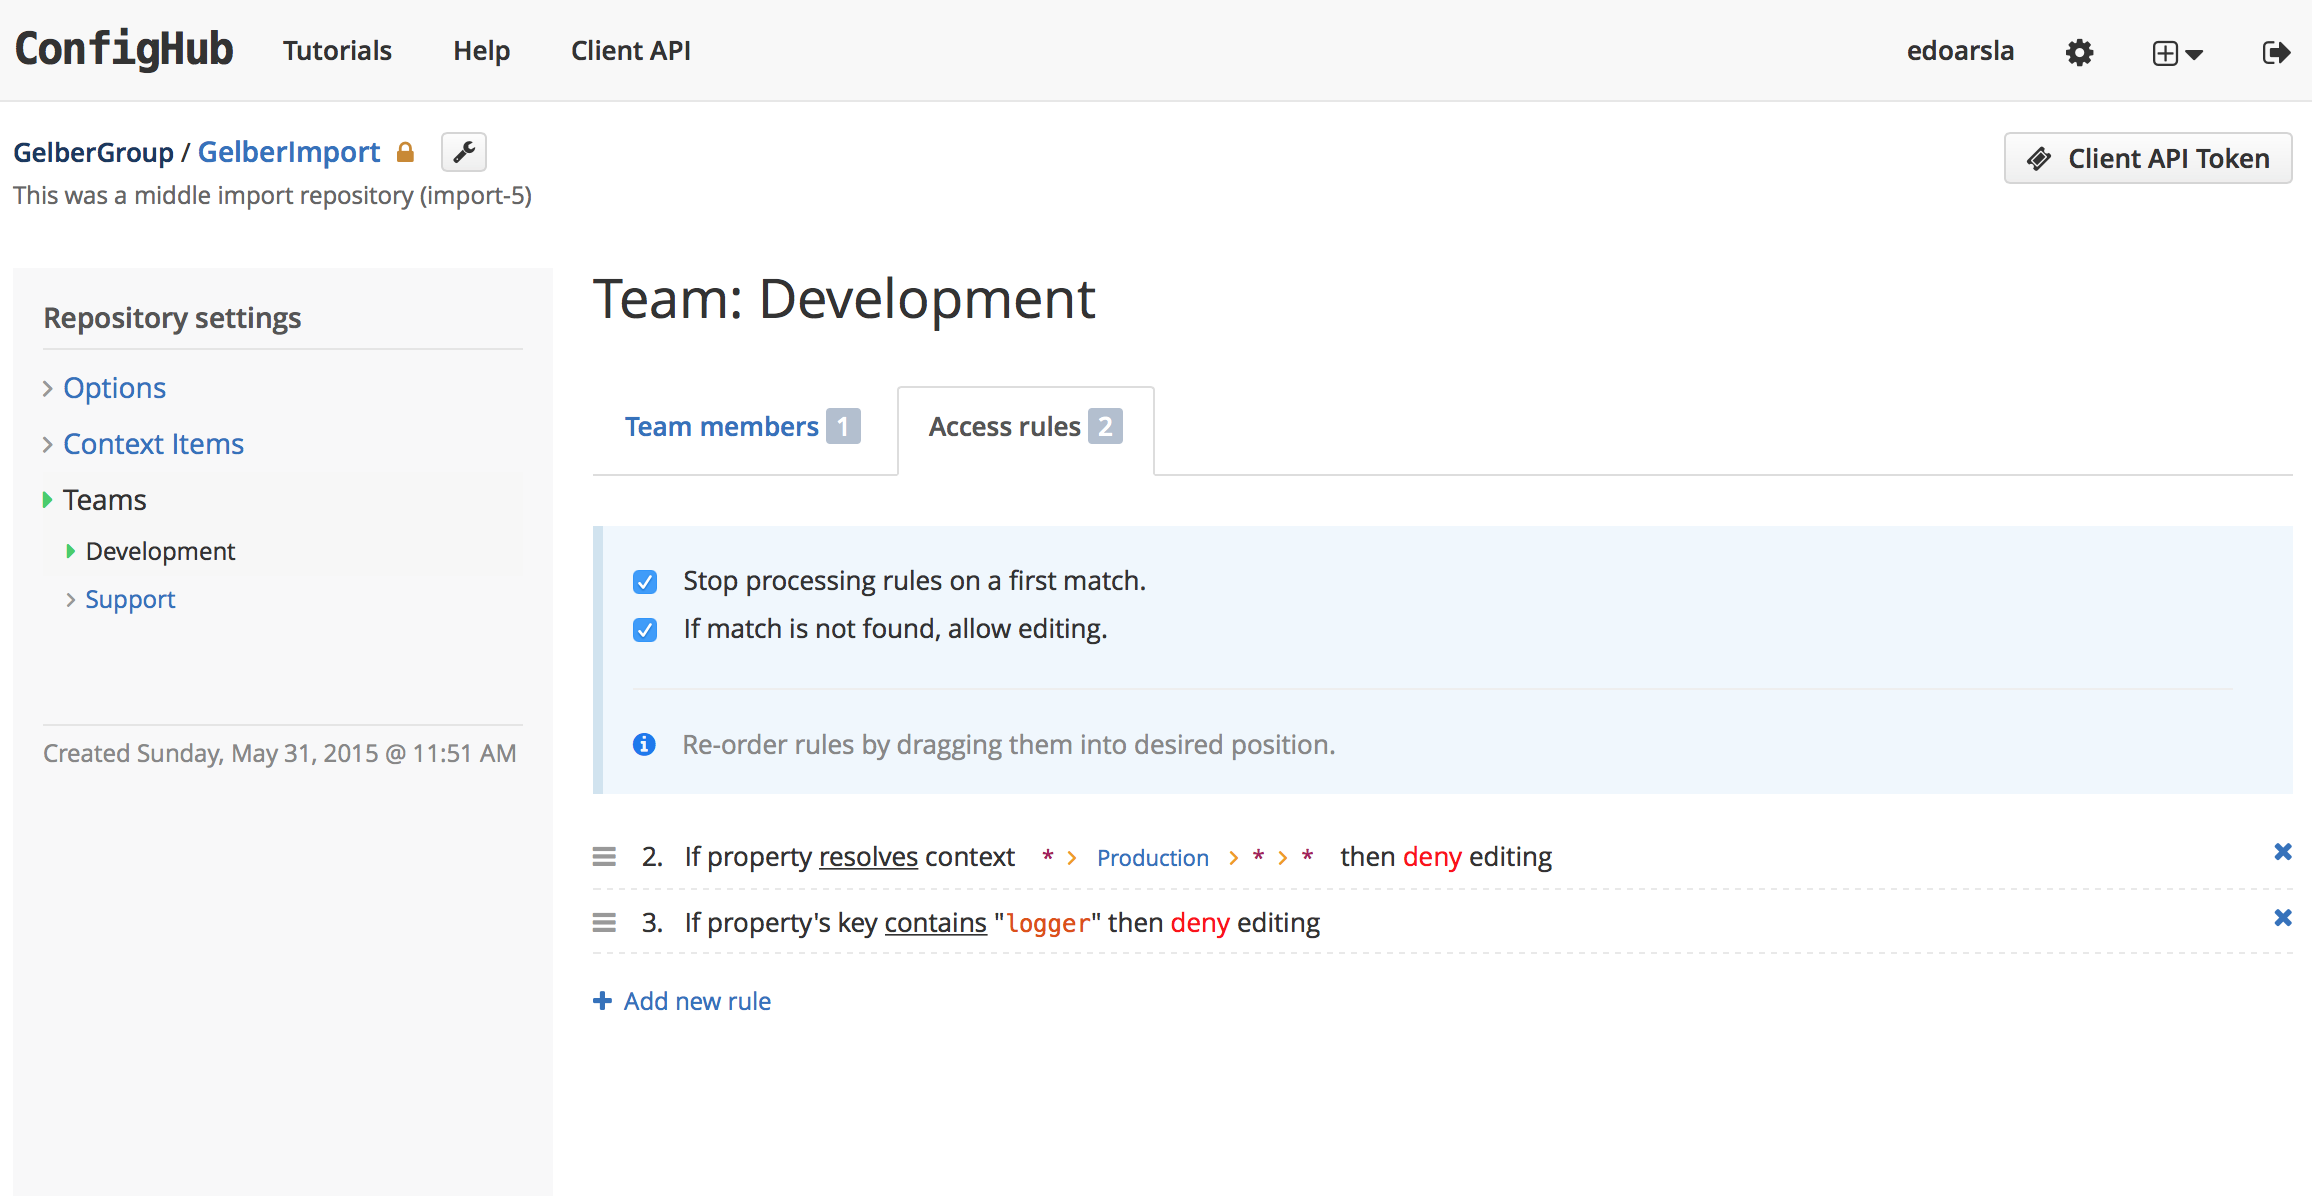 ConfigHub Tutorials Help Client API edoarsla
GelberGroup / GelberImport
Client API Token
This was a middle import repository (import-5)
Repository settings
Options
Context Items
Teams
Development
Support
Created Sunday, May 31, 2015 @ 11:51 AM
Team: Development
Team members 1 Access rules 2
Stop processing rules on a first match.
If match is not found, allow editing.
Re-order rules by dragging them into desired position.
2. If property resolves context * > Production > * > * then deny editing
3. If property's key contains "logger" then deny editing
Add new rule